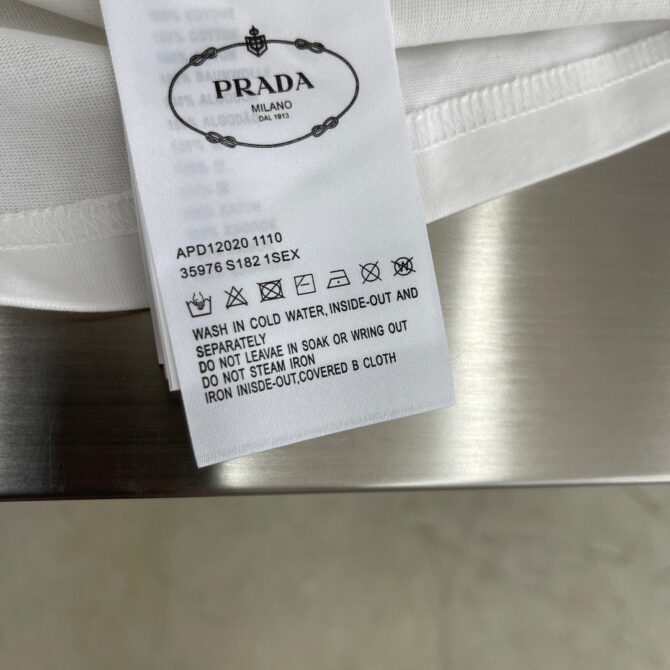 PRADA
MILANO
DAL 1913
APD12020 1110
35976 S182 1SEX
WASH IN COLD WATER, INSIDE-OUT AND
SEPARATELY
DO NOT LEAVAE IN SOAK OR WRING OUT
DO NOT STEAM IRON
IRON INISDE-OUT,COVERED B CLOTH